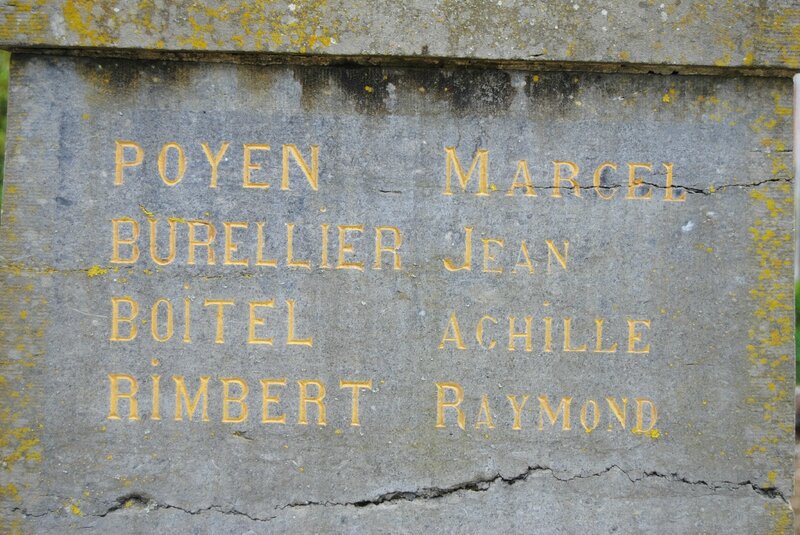 POYEN MARCEL
BURELLIER JEAN
BOITEL ACHILLE
RIMBERT RAYMOND